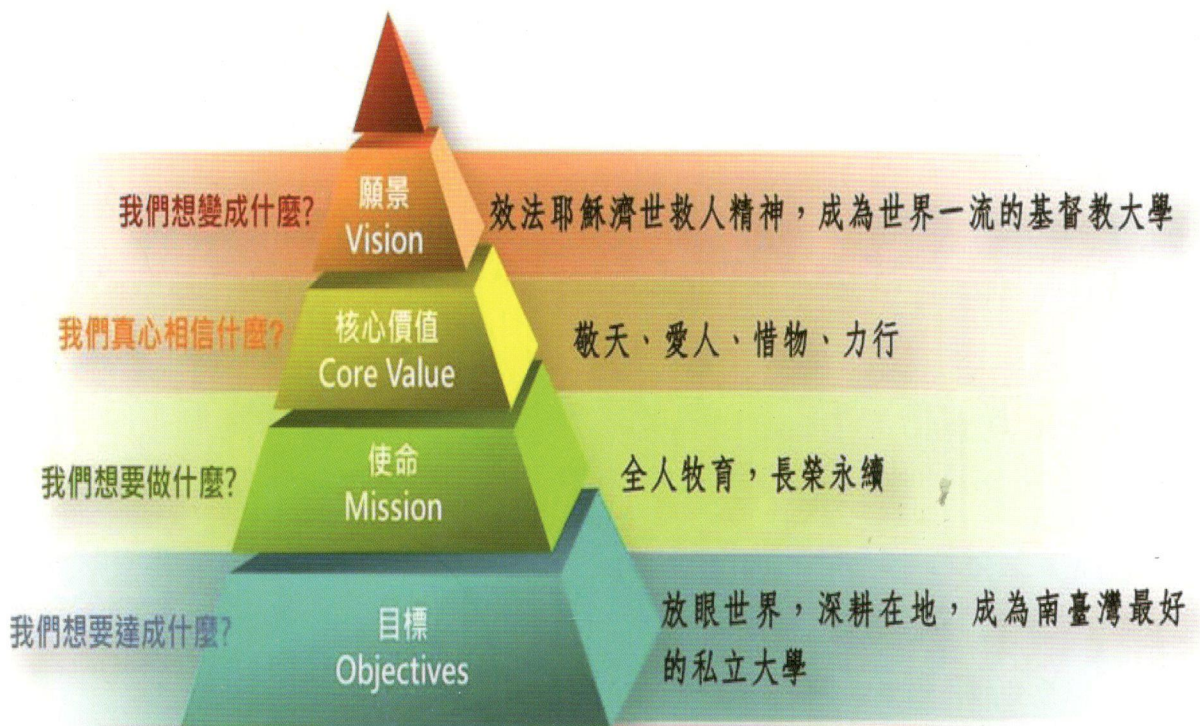 我們想變成什麼?
願景
Vision
效法耶穌濟世救人精神，成為世界一流的基督教大學
我們真心相信什麼?
核心價值
Core Value
敬天、愛人、惜物、力行
我們想要做什麼?
使命
Mission
全人牧育，長榮永續
我們想要達成什麼?
目標
Objectives
放眼世界，深耕在地，成為南臺灣最好
的私立大學